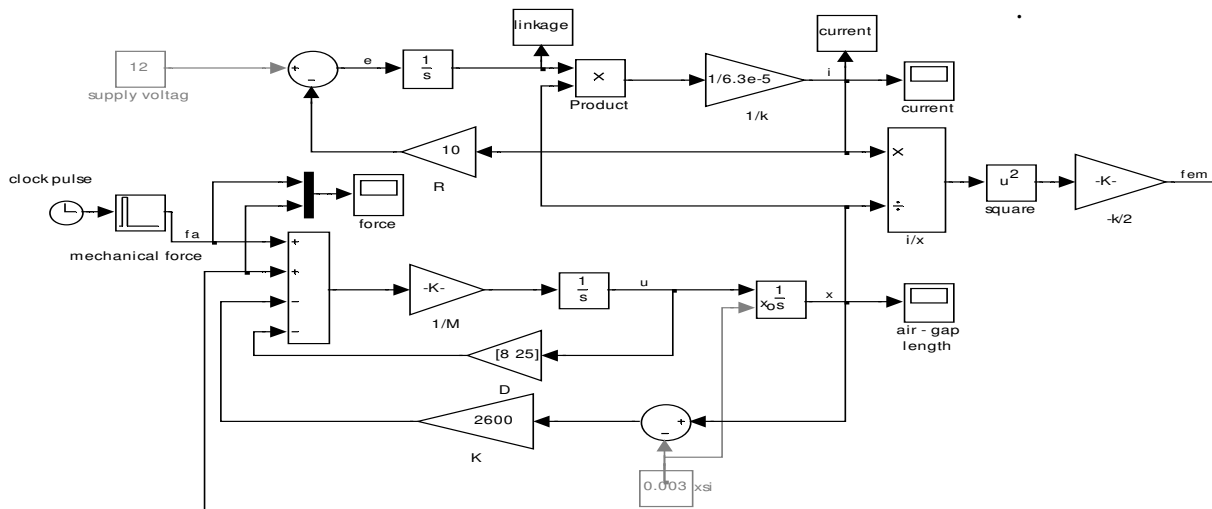 linkage
current
12
+
−
e
1
s
X
1/6.3e-5
i
supply voltag
Product
1/k
current
10
R
X
÷
i/x
u2
square
-K-
-k/2
fem
clock pulse
mechanical force
fa
force
+
+
−
−
-K-
1/M
1
s
u
xo 1
s
x
air - gap
length
[8 25]
D
2600
K
+
−
0.003 xsi